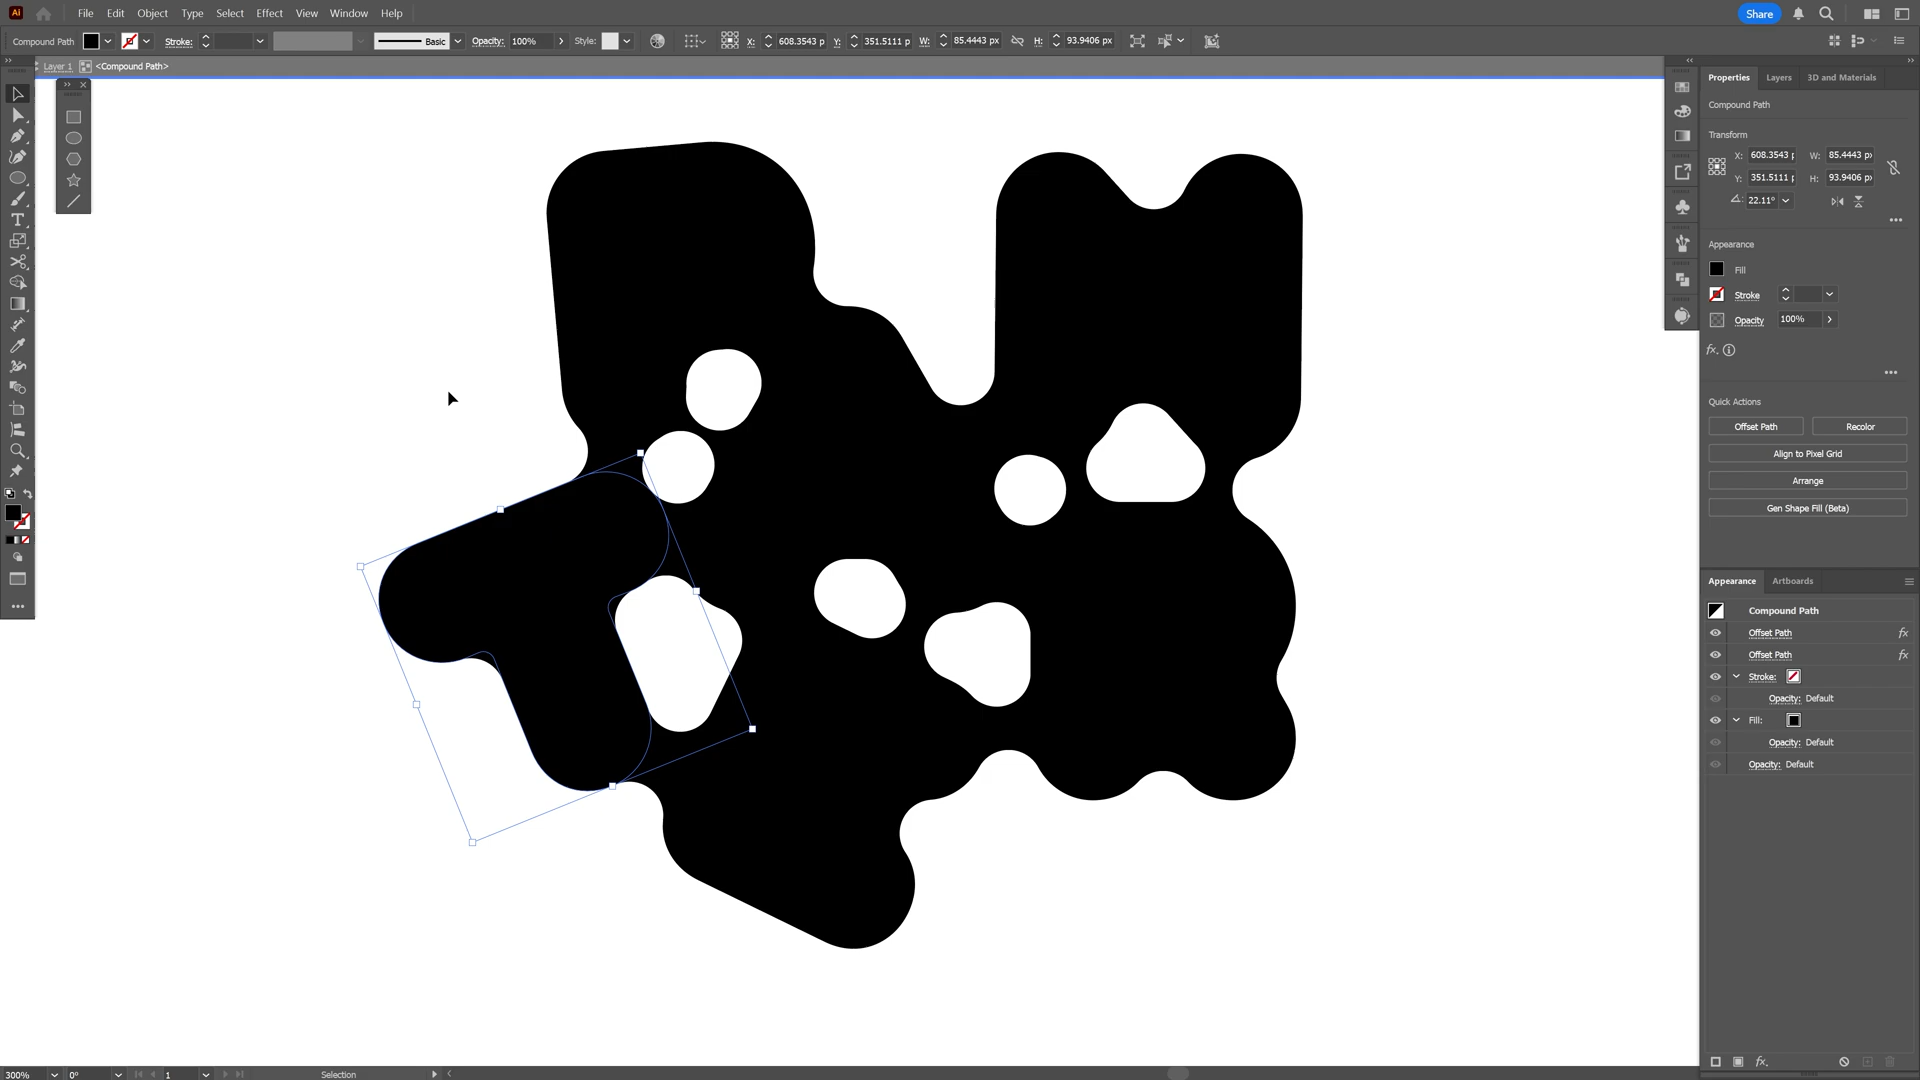 Ai File Edit Object Type Select Effect View Window Help Share
Compound Path Stroke: Basic Opacity: 100% Style: X: 608.3543 p Y: 351.5111 p W: 85.4443 px H: 93.9406 px
Layer 1 <Compound Path>
Properties Layers 3D and Materials
Compound Path
Transform
X: 608.3543 p W: 85.4443 px
Y: 351.5111 p H: 93.9406 px
22.11°
Appearance
Fill
Stroke
Opacity 100%
fx
Quick Actions
Offset Path Recolor
Align to Pixel Grid
Arrange
Gen Shape Fill (Beta)
Appearance Artboards
Compound Path
Offset Path fx
Offset Path fx
Stroke:
Opacity: Default
Fill:
Opacity: Default
Opacity: Default
fx.
300% 0° 1 Selection